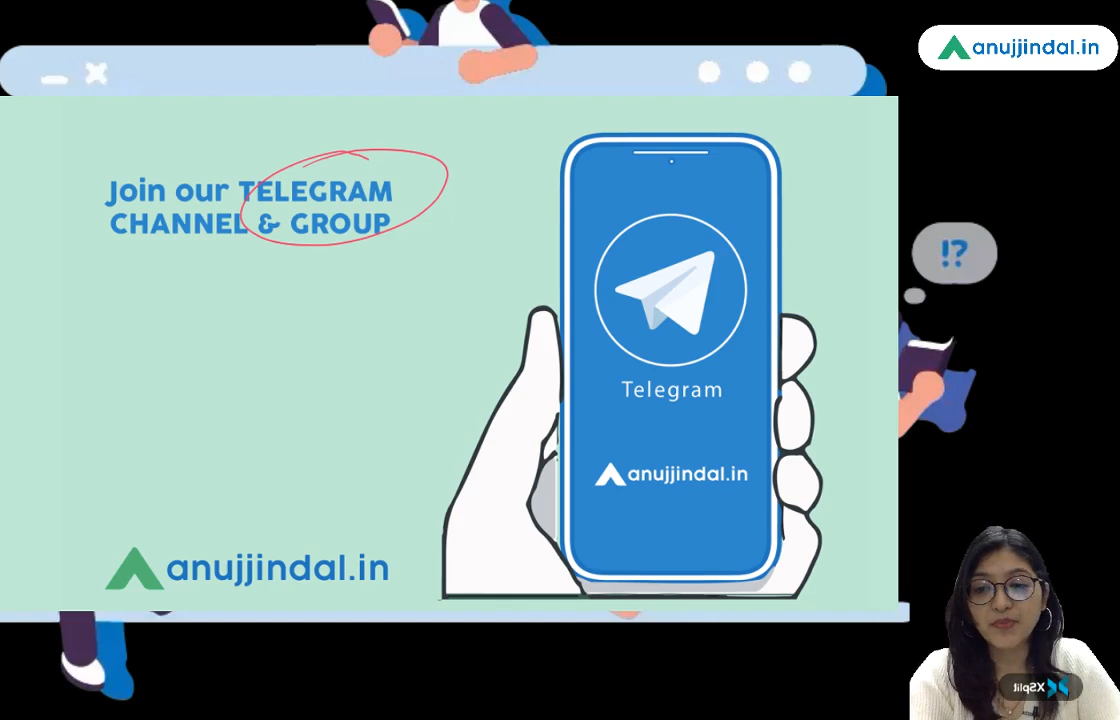 anujjindal.in
Join our TELEGRAM
CHANNEL & GROUP
!?
Telegram
anujjindal.in
anujjindal.in
XSplit